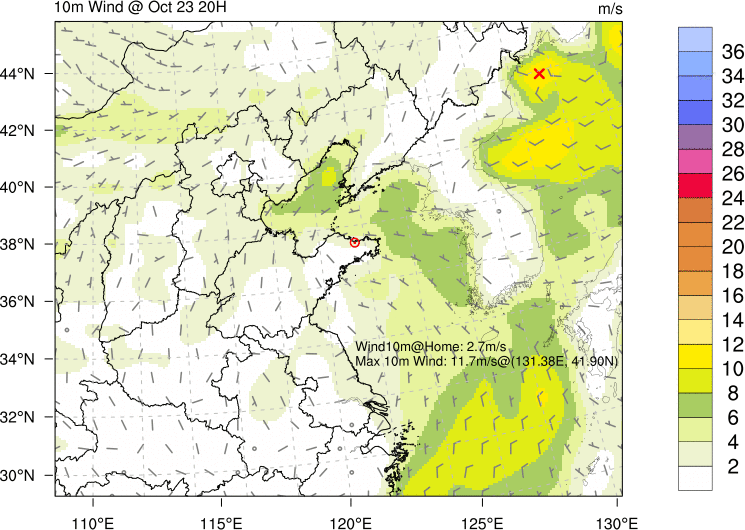 10m Wind @ Oct 23 20H
m/s
44°N
42°N
40°N
38°N
36°N
34°N
32°N
30°N
Wind10m@Home: 2.7m/s
Max 10m Wind: 11.7m/s@(131.38E, 41.90N)
110°E
115°E
120°E
125°E
130°E
36
34
32
30
28
26
24
22
20
18
16
14
12
10
8
6
4
2